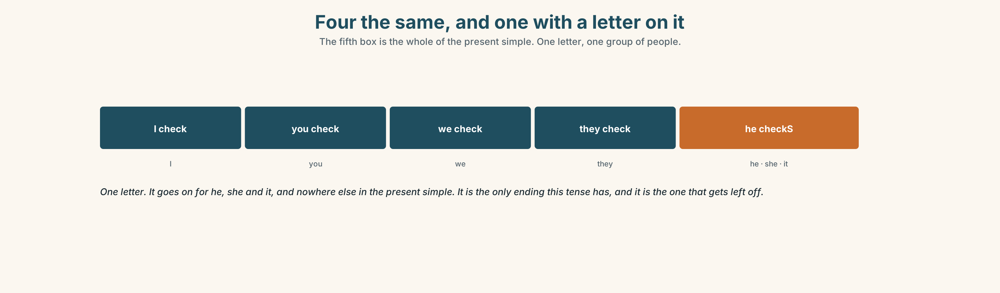 Four the same, and one with a letter on it
The fifth box is the whole of the present simple. One letter, one group of people.
I check
you check
we check
they check
he checkS
I
you
we
they
he · she · it
One letter. It goes on for he, she and it, and nowhere else in the present simple. It is the only ending this tense has, and it is the one that gets left off.